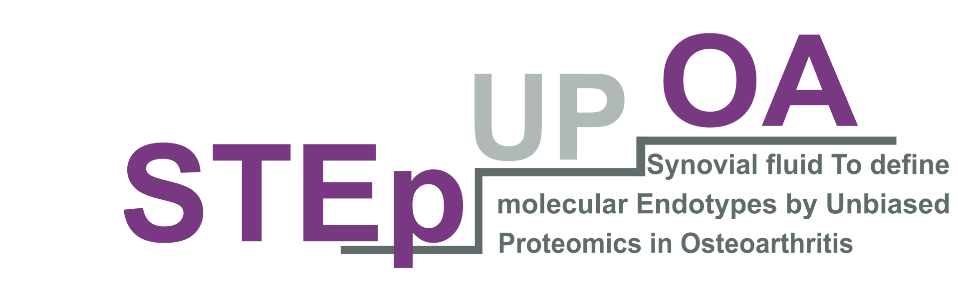 STEp
UP
OA
Synovial fluid To define
molecular Endotypes by Unbiased
Proteomics in Osteoarthritis